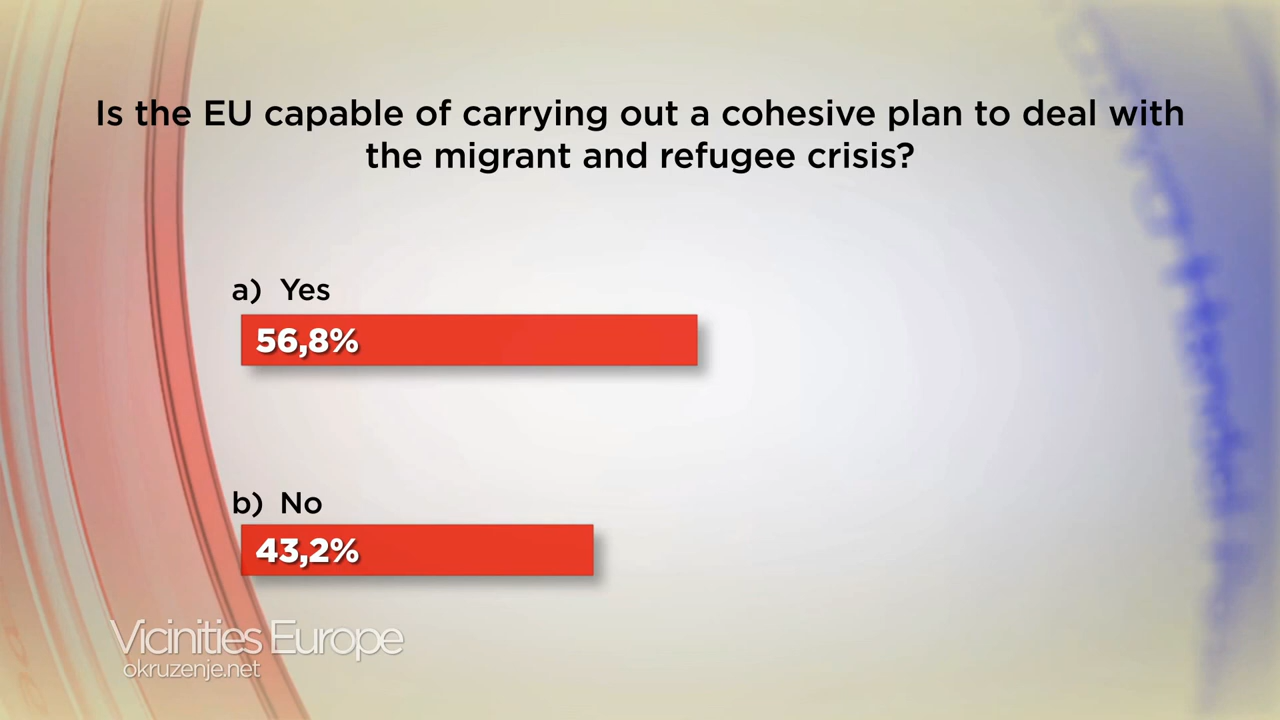 Is the EU capable of carrying out a cohesive plan to deal with
the migrant and refugee crisis?
a) Yes
56,8%
b) No
43,2%
Vicinities Europe
okruzenje.net